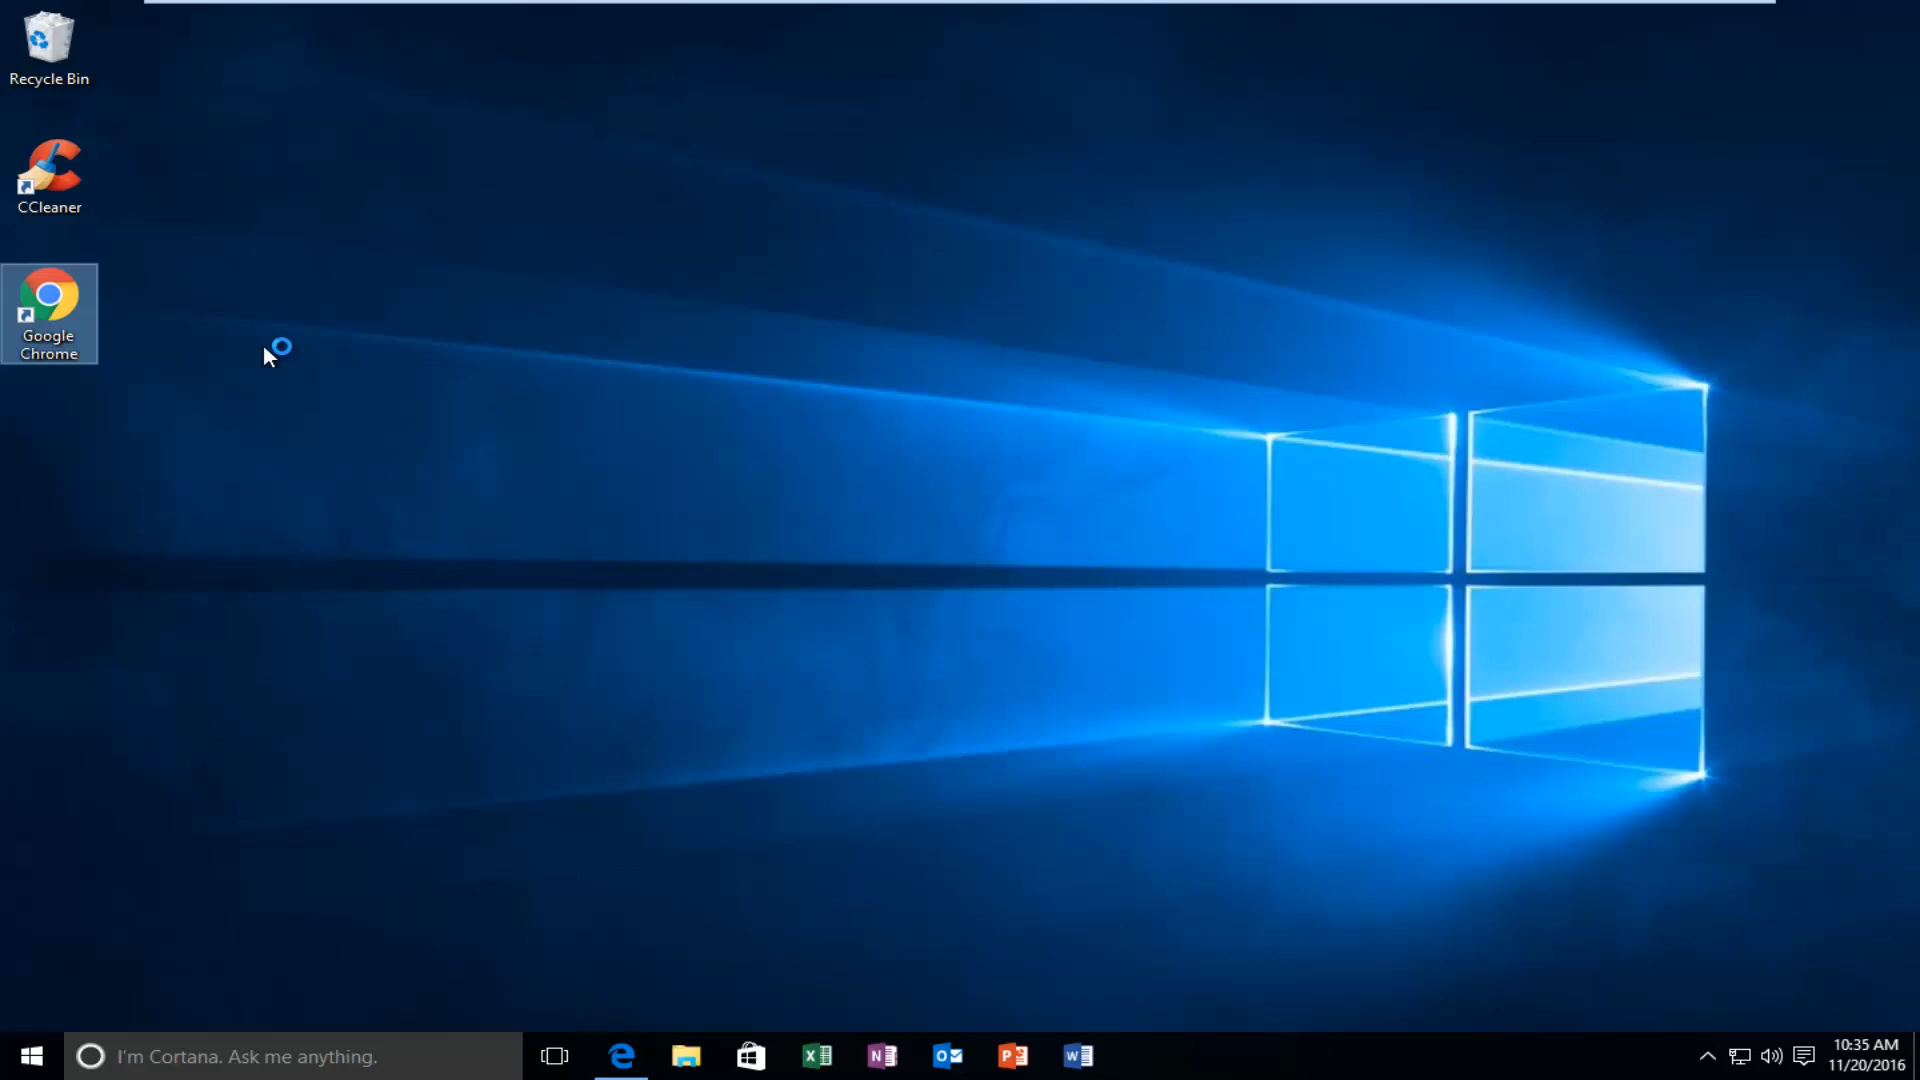 Recycle Bin
CCleaner
Google
Chrome
I'm Cortana. Ask me anything.
10:35 AM
11/20/2016